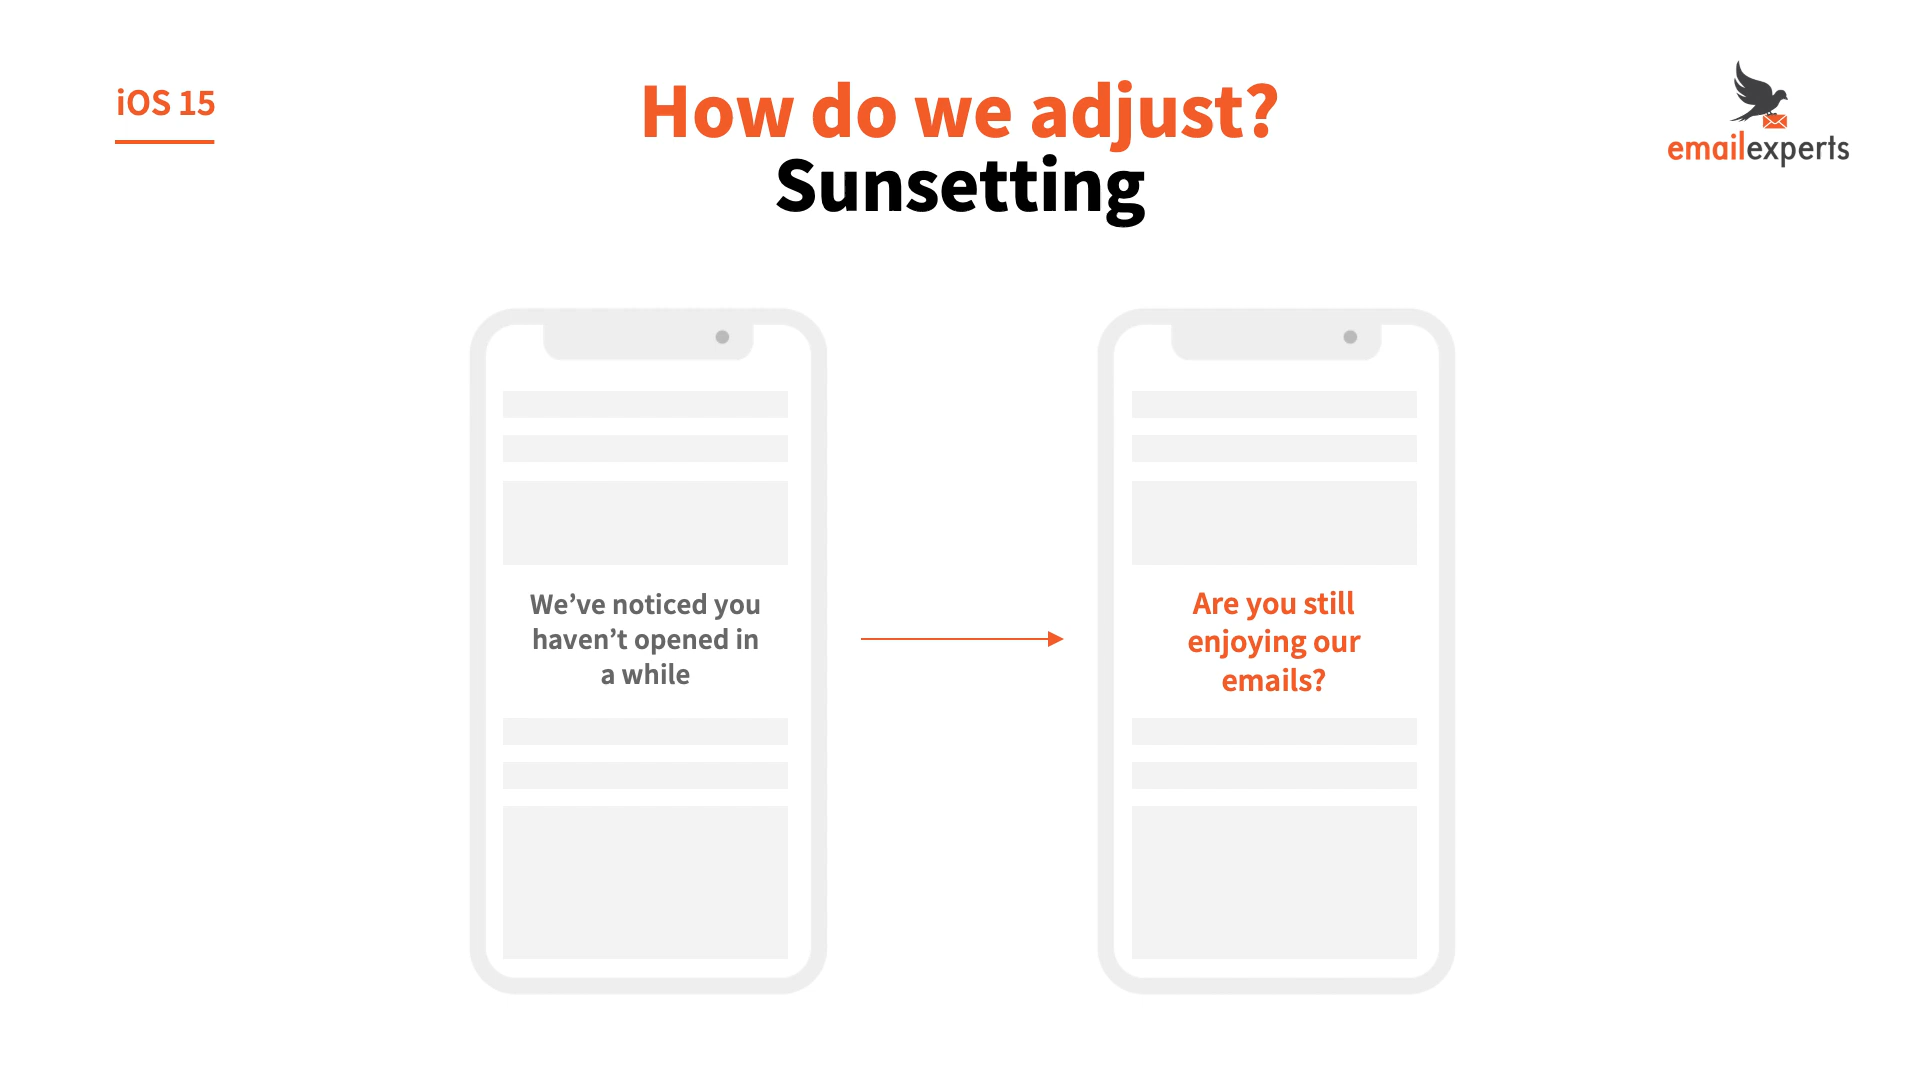 iOS 15
How do we adjust?
Sunsetting
emailexperts
We’ve noticed you
haven’t opened in
a while
Are you still
enjoying our
emails?